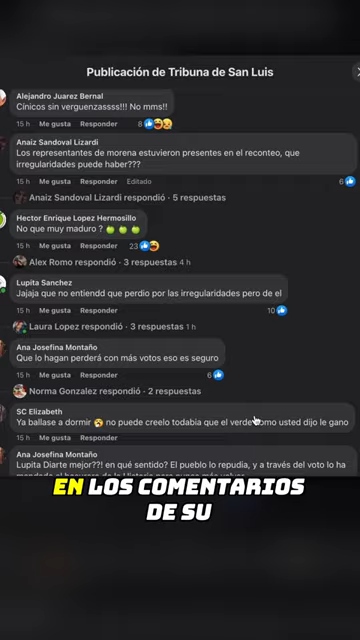 Publicación de Tribuna de San Luis
Alejandro Juarez Bernal
Cínicos sin verguenzassss!!! No mms!!
15 h Me gusta Responder 8
Anaiz Sandoval Lizardi
Los representantes de morena estuvieron presentes en el reconteo, que
irregularidades puede haber???
15 h Me gusta Responder Editado 6
Anaiz Sandoval Lizardi respondió · 5 respuestas
Hector Enrique Lopez Hermosillo
No que muy maduro ? 🍏 🍏 🍏
15 h Me gusta Responder 23
Alex Romo respondió · 3 respuestas 4 h
Lupita Sanchez
Jajaja que no entiendd que perdio por las irregularidades pero de el
15 h Me gusta Responder 10
Laura Lopez respondió · 3 respuestas 1 h
Ana Josefina Montaño
Que lo hagan perderá con más votos eso es seguro
15 h Me gusta Responder 6
Norma Gonzalez respondió · 2 respuestas
SC Elizabeth
Ya ballase a dormir 😲 no puede creelo todabia que el verde como usted dijo le gano
15 h Me gusta Responder
Ana Josefina Montaño
Lupita Diarte mejor??! en qué sentido? El pueblo lo repudia, y a través del voto lo ha
EN LOS COMENTARIOS
DE SU